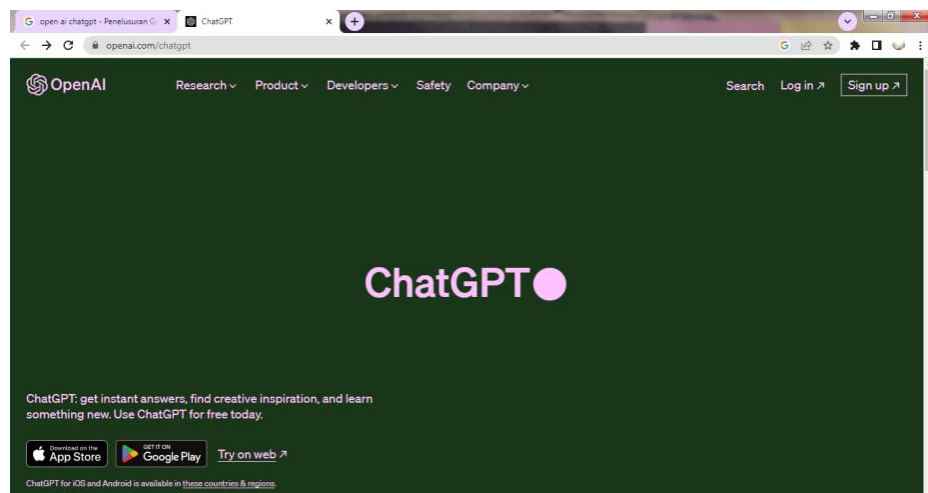 open ai chatgpt - Penelusuran G
ChatGPT
openai.com/chatgpt
OpenAI
Research
Product
Developers
Safety
Company
Search
Log in ↗
Sign up ↗
ChatGPT
ChatGPT: get instant answers, find creative inspiration, and learn
something new. Use ChatGPT for free today.
Download on the
App Store
GET IT ON
Google Play
Try on web ↗
ChatGPT for iOS and Android is available in these countries & regions.